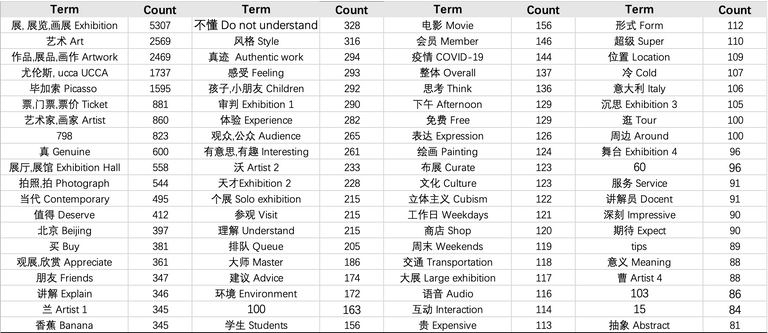 Term Count Term Count Term Count Term Count
展, 展览,画展 Exhibition 5307 不懂 Do not understand 328 电影 Movie 156 形式 Form 112
艺术 Art 2569 风格 Style 316 会员 Member 146 超级 Super 110
作品,展品,画作 Artwork 2469 真迹 Authentic work 294 疫情 COVID-19 144 位置 Location 109
尤伦斯, ucca UCCA 1737 感受 Feeling 293 整体 Overall 137 冷 Cold 107
毕加索 Picasso 1595 孩子,小朋友 Children 292 思考 Think 136 意大利 Italy 106
票,门票,票价 Ticket 881 审判 Exhibition 1 290 下午 Afternoon 129 沉思 Exhibition 3 105
艺术家,画家 Artist 860 体验 Experience 282 免费 Free 129 逛 Tour 100
798 823 观众,公众 Audience 265 表达 Expression 126 周边 Around 100
真 Genuine 600 有意思,有趣 Interesting 261 绘画 Painting 124 舞台 Exhibition 4 96
展厅,展馆 Exhibition Hall 558 沃 Artist 2 233 布展 Curate 123 60 96
拍照,拍 Photograph 544 天才Exhibition 2 228 文化 Culture 123 服务 Service 91
当代 Contemporary 495 个展 Solo exhibition 215 立体主义 Cubism 122 讲解员 Docent 91
值得 Deserve 412 参观 Visit 215 工作日 Weekdays 121 深刻 Impressive 90
北京 Beijing 397 理解 Understand 215 商店 Shop 120 期待 Expect 90
买 Buy 381 排队 Queue 205 周末 Weekends 119 tips 89
观展,欣赏 Appreciate 361 大师 Master 186 交通 Transportation 118 意义 Meaning 88
朋友 Friends 347 建议 Advice 174 大展 Large exhibition 117 曹 Artist 4 88
讲解 Explain 346 环境 Environment 172 语音 Audio 116 103 86
兰 Artist 1 345 100 163 互动 Interaction 114 15 84
香蕉 Banana 345 学生 Students 156 贵 Expensive 113 抽象 Abstract 81